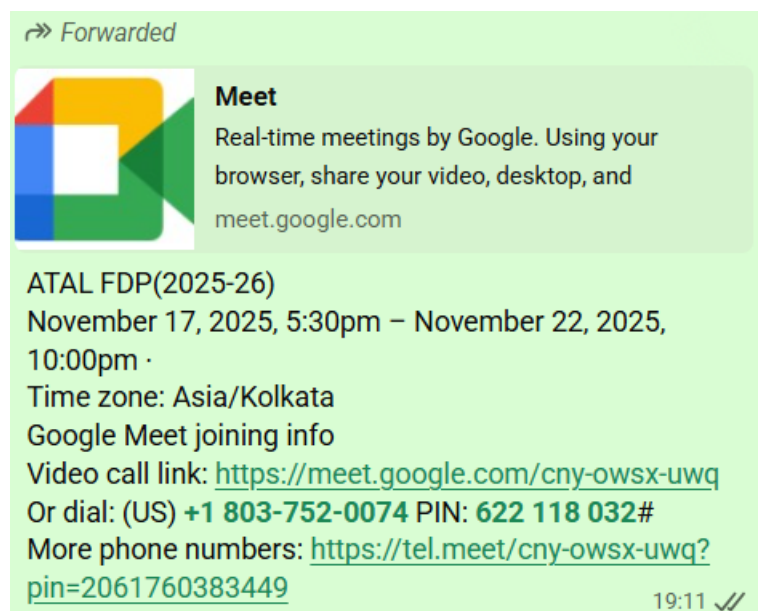 Forwarded
Meet
Real-time meetings by Google. Using your
browser, share your video, desktop, and
meet.google.com
ATAL FDP(2025-26)
November 17, 2025, 5:30pm – November 22, 2025,
10:00pm ·
Time zone: Asia/Kolkata
Google Meet joining info
Video call link: https://meet.google.com/cny-owsx-uwq
Or dial: (US) +1 803-752-0074 PIN: 622 118 032#
More phone numbers: https://tel.meet/cny-owsx-uwq?
pin=2061760383449
19:11